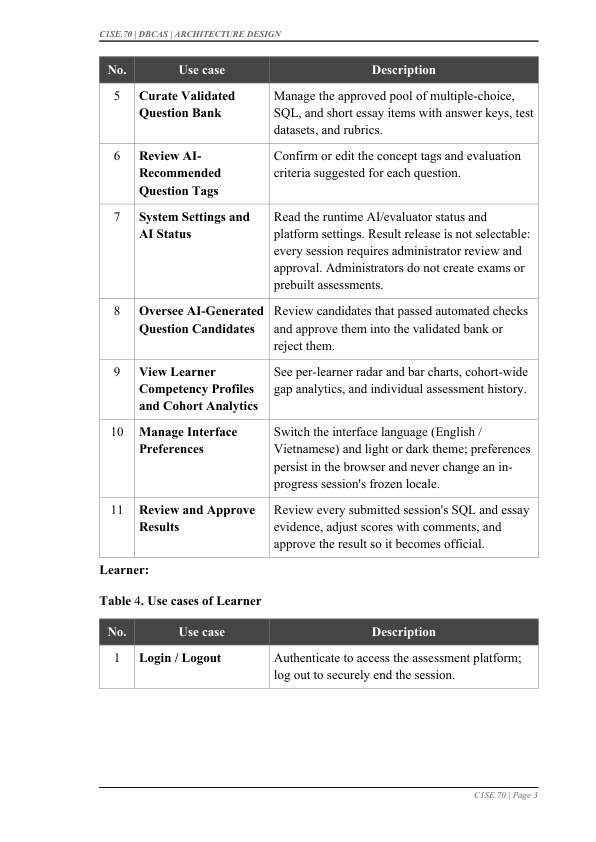 C1SE.70 | DBCAS | ARCHITECTURE DESIGN
No. Use case Description
5 Curate Validated Question Bank Manage the approved pool of multiple-choice,
SQL, and short essay items with answer keys, test
datasets, and rubrics.
6 Review AI-
Recommended
Question Tags
Confirm or edit the concept tags and evaluation
criteria suggested for each question.
7 System Settings and
AI Status
Read the runtime AI/evaluator status and
platform settings. Result release is not selectable:
every session requires administrator review and
approval. Administrators do not create exams or
prebuilt assessments.
8 Oversee AI-Generated
Question Candidates
Review candidates that passed automated checks
and approve them into the validated bank or
reject them.
9 View Learner
Competency Profiles
and Cohort Analytics
See per-learner radar and bar charts, cohort-wide
gap analytics, and individual assessment history.
10 Manage Interface
Preferences
Switch the interface language (English /
Vietnamese) and light or dark theme; preferences
persist in the browser and never change an in-
progress session's frozen locale.
11 Review and Approve
Results
Review every submitted session's SQL and essay
evidence, adjust scores with comments, and
approve the result so it becomes official.
Learner:
Table 4. Use cases of Learner
No. Use case Description
1 Login / Logout
Authenticate to access the assessment platform;
log out to securely end the session.
C1SE.70 | Page 3